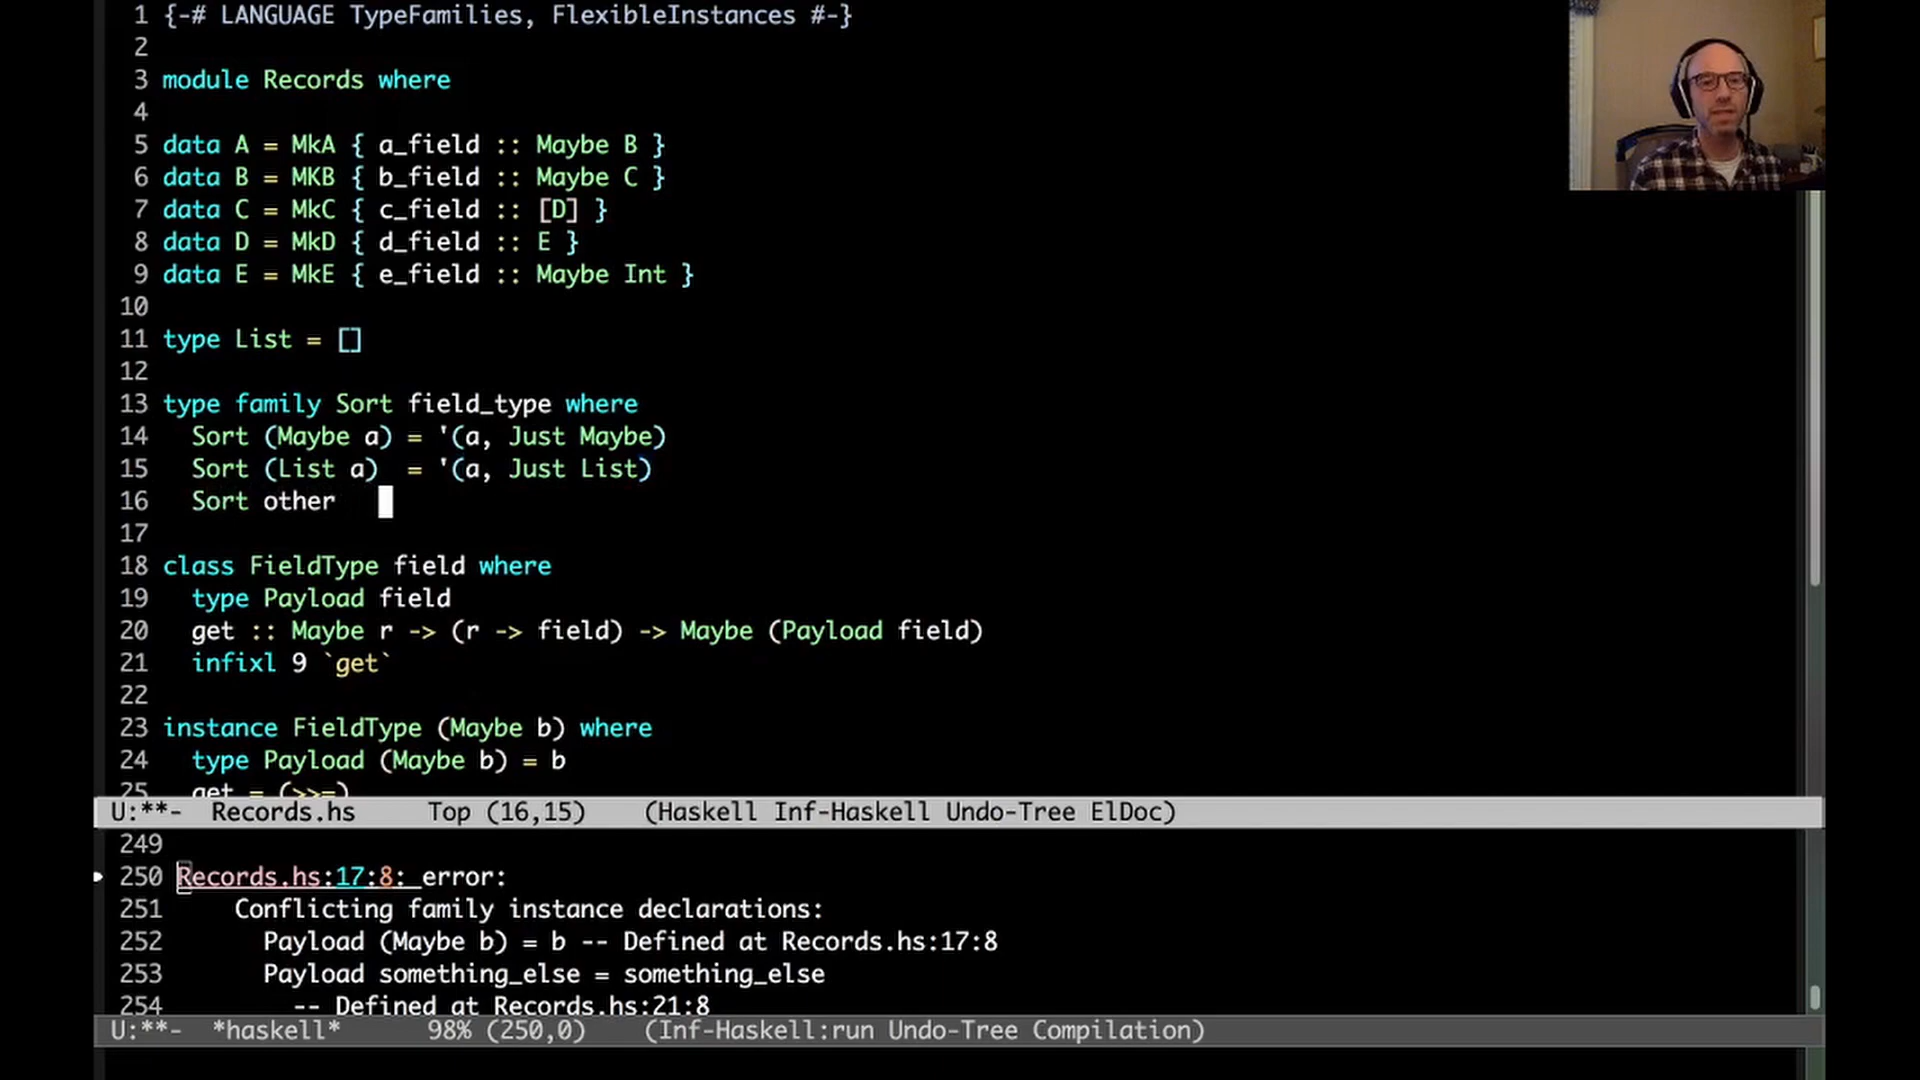 1 {-# LANGUAGE TypeFamilies, FlexibleInstances #-}
2
3 module Records where
4
5 data A = MkA { a_field :: Maybe B }
6 data B = MKB { b_field :: Maybe C }
7 data C = MkC { c_field :: [D] }
8 data D = MkD { d_field :: E }
9 data E = MkE { e_field :: Maybe Int }
10
11 type List = []
12
13 type family Sort field_type where
14   Sort (Maybe a) = '(a, Just Maybe)
15   Sort (List a)  = '(a, Just List)
16   Sort other
17
18 class FieldType field where
19   type Payload field
20   get :: Maybe r -> (r -> field) -> Maybe (Payload field)
21   infixl 9 `get`
22
23 instance FieldType (Maybe b) where
24   type Payload (Maybe b) = b
25   get = (>>=)
U:**-  Records.hs     Top (16,15)    (Haskell Inf-Haskell Undo-Tree ElDoc)
249
250 Records.hs:17:8: error:
251     Conflicting family instance declarations:
252       Payload (Maybe b) = b -- Defined at Records.hs:17:8
253       Payload something_else = something_else
254         -- Defined at Records.hs:21:8
U:**-  *haskell*      98% (250,0)    (Inf-Haskell:run Undo-Tree Compilation)